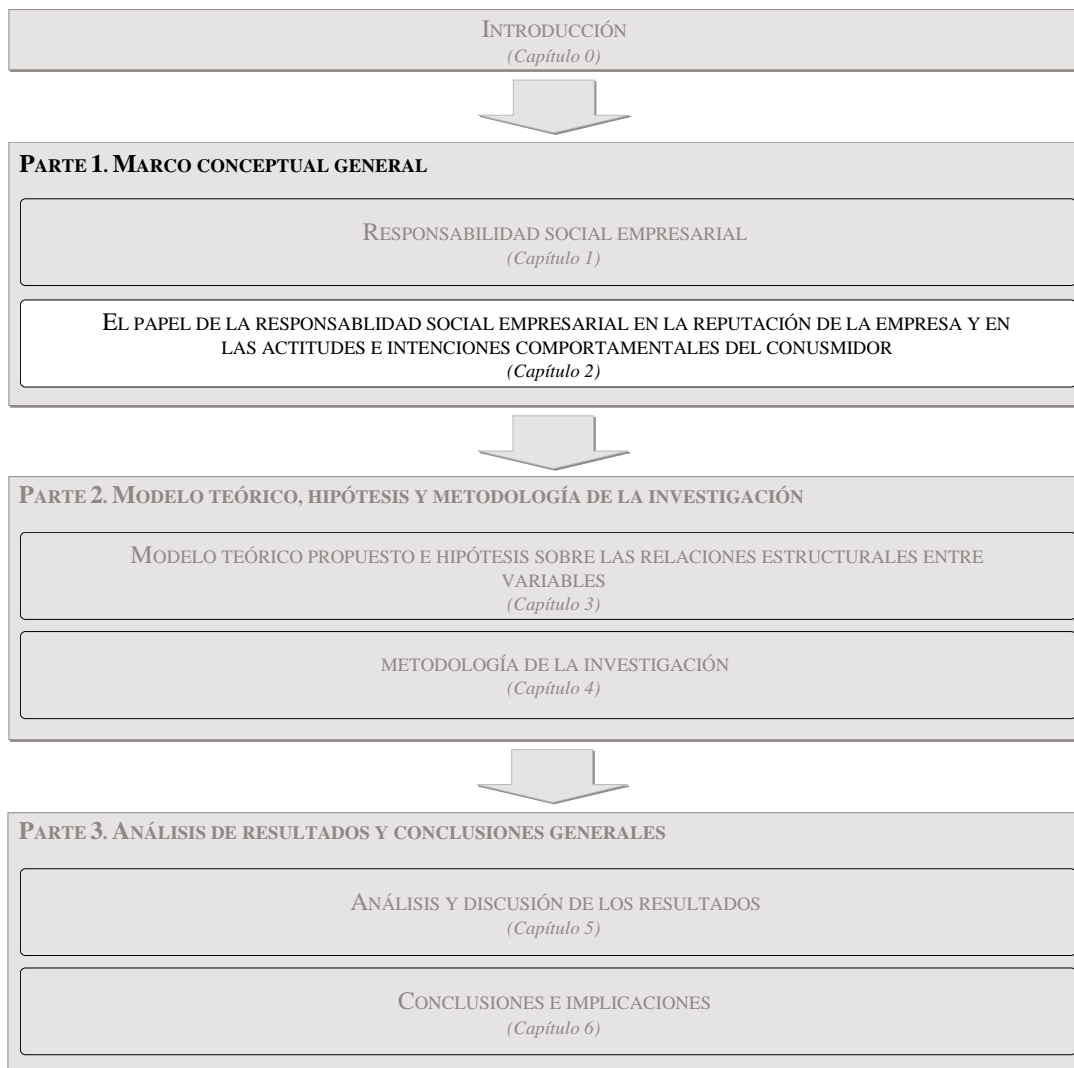 INTRODUCCIÓN
(Capítulo 0)
PARTE 1. MARCO CONCEPTUAL GENERAL
RESPONSABILIDAD SOCIAL EMPRESARIAL
(Capítulo 1)
EL PAPEL DE LA RESPONSABLIDAD SOCIAL EMPRESARIAL EN LA REPUTACIÓN DE LA EMPRESA Y EN
LAS ACTITUDES E INTENCIONES COMPORTAMENTALES DEL CONUSMIDOR
(Capítulo 2)
PARTE 2. MODELO TEÓRICO, HIPÓTESIS Y METODOLOGÍA DE LA INVESTIGACIÓN
MODELO TEÓRICO PROPUESTO E HIPÓTESIS SOBRE LAS RELACIONES ESTRUCTURALES ENTRE
VARIABLES
(Capítulo 3)
METODOLOGÍA DE LA INVESTIGACIÓN
(Capítulo 4)
PARTE 3. ANÁLISIS DE RESULTADOS Y CONCLUSIONES GENERALES
ANÁLISIS Y DISCUSIÓN DE LOS RESULTADOS
(Capítulo 5)
CONCLUSIONES E IMPLICACIONES
(Capítulo 6)